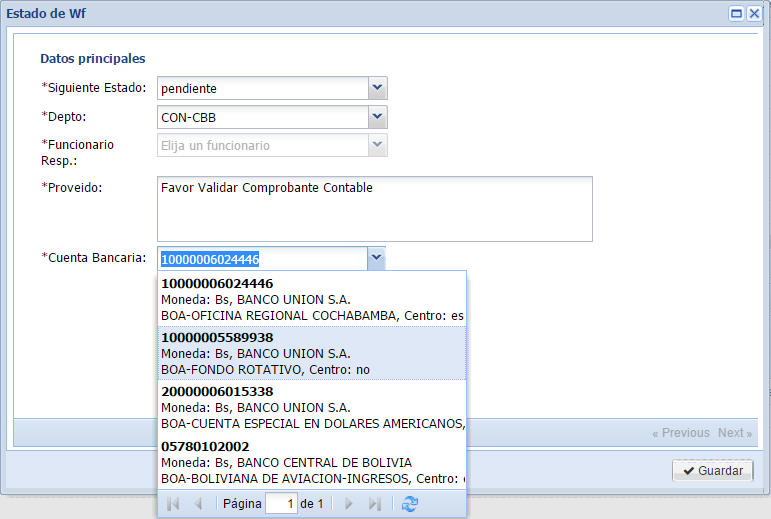 Estado de Wf
Datos principales
*Siguiente Estado: pendiente
*Depto: CON-CBB
*Funcionario Resp.: Elija un funcionario
*Proveido: Favor Validar Comprobante Contable
*Cuenta Bancaria: 10000006024446
10000006024446
Moneda: Bs, BANCO UNION S.A.
BOA-OFICINA REGIONAL COCHABAMBA, Centro: es
10000005589938
Moneda: Bs, BANCO UNION S.A.
BOA-FONDO ROTATIVO, Centro: no
20000006015338
Moneda: Bs, BANCO UNION S.A.
BOA-CUENTA ESPECIAL EN DOLARES AMERICANOS,
05780102002
Moneda: Bs, BANCO CENTRAL DE BOLIVIA
BOA-BOLIVIANA DE AVIACION-INGRESOS, Centro:
Página 1 de 1
« Previous Next »
Guardar